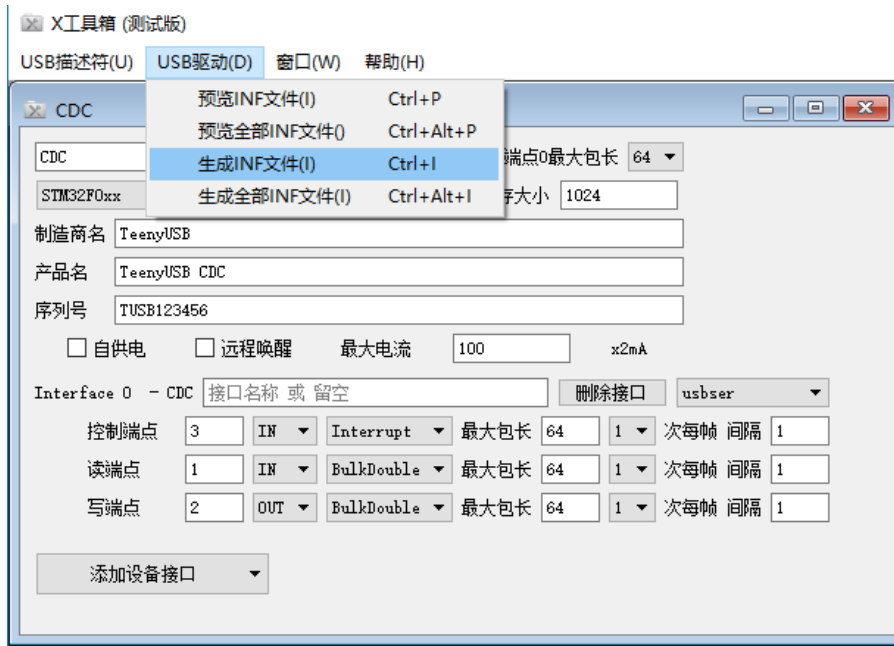 X工具箱 (测试版)
USB描述符(U) USB驱动(D) 窗口(W) 帮助(H)
CDC
预览INF文件(I) Ctrl+P
预览全部INF文件() Ctrl+Alt+P
生成INF文件(I) Ctrl+I
生成全部INF文件(I) Ctrl+Alt+I
CDC 端点0最大包长 64
STM32F0xx 存大小 1024
制造商名 TeenyUSB
产品名 TeenyUSB CDC
序列号 TUSB123456
自供电 远程唤醒 最大电流 100 x2mA
Interface 0 - CDC 接口名称 或 留空 删除接口 usbser
控制端点 3 IN Interrupt 最大包长 64 1 次每帧 间隔 1
读端点 1 IN BulkDouble 最大包长 64 1 次每帧 间隔 1
写端点 2 OUT BulkDouble 最大包长 64 1 次每帧 间隔 1
添加设备接口